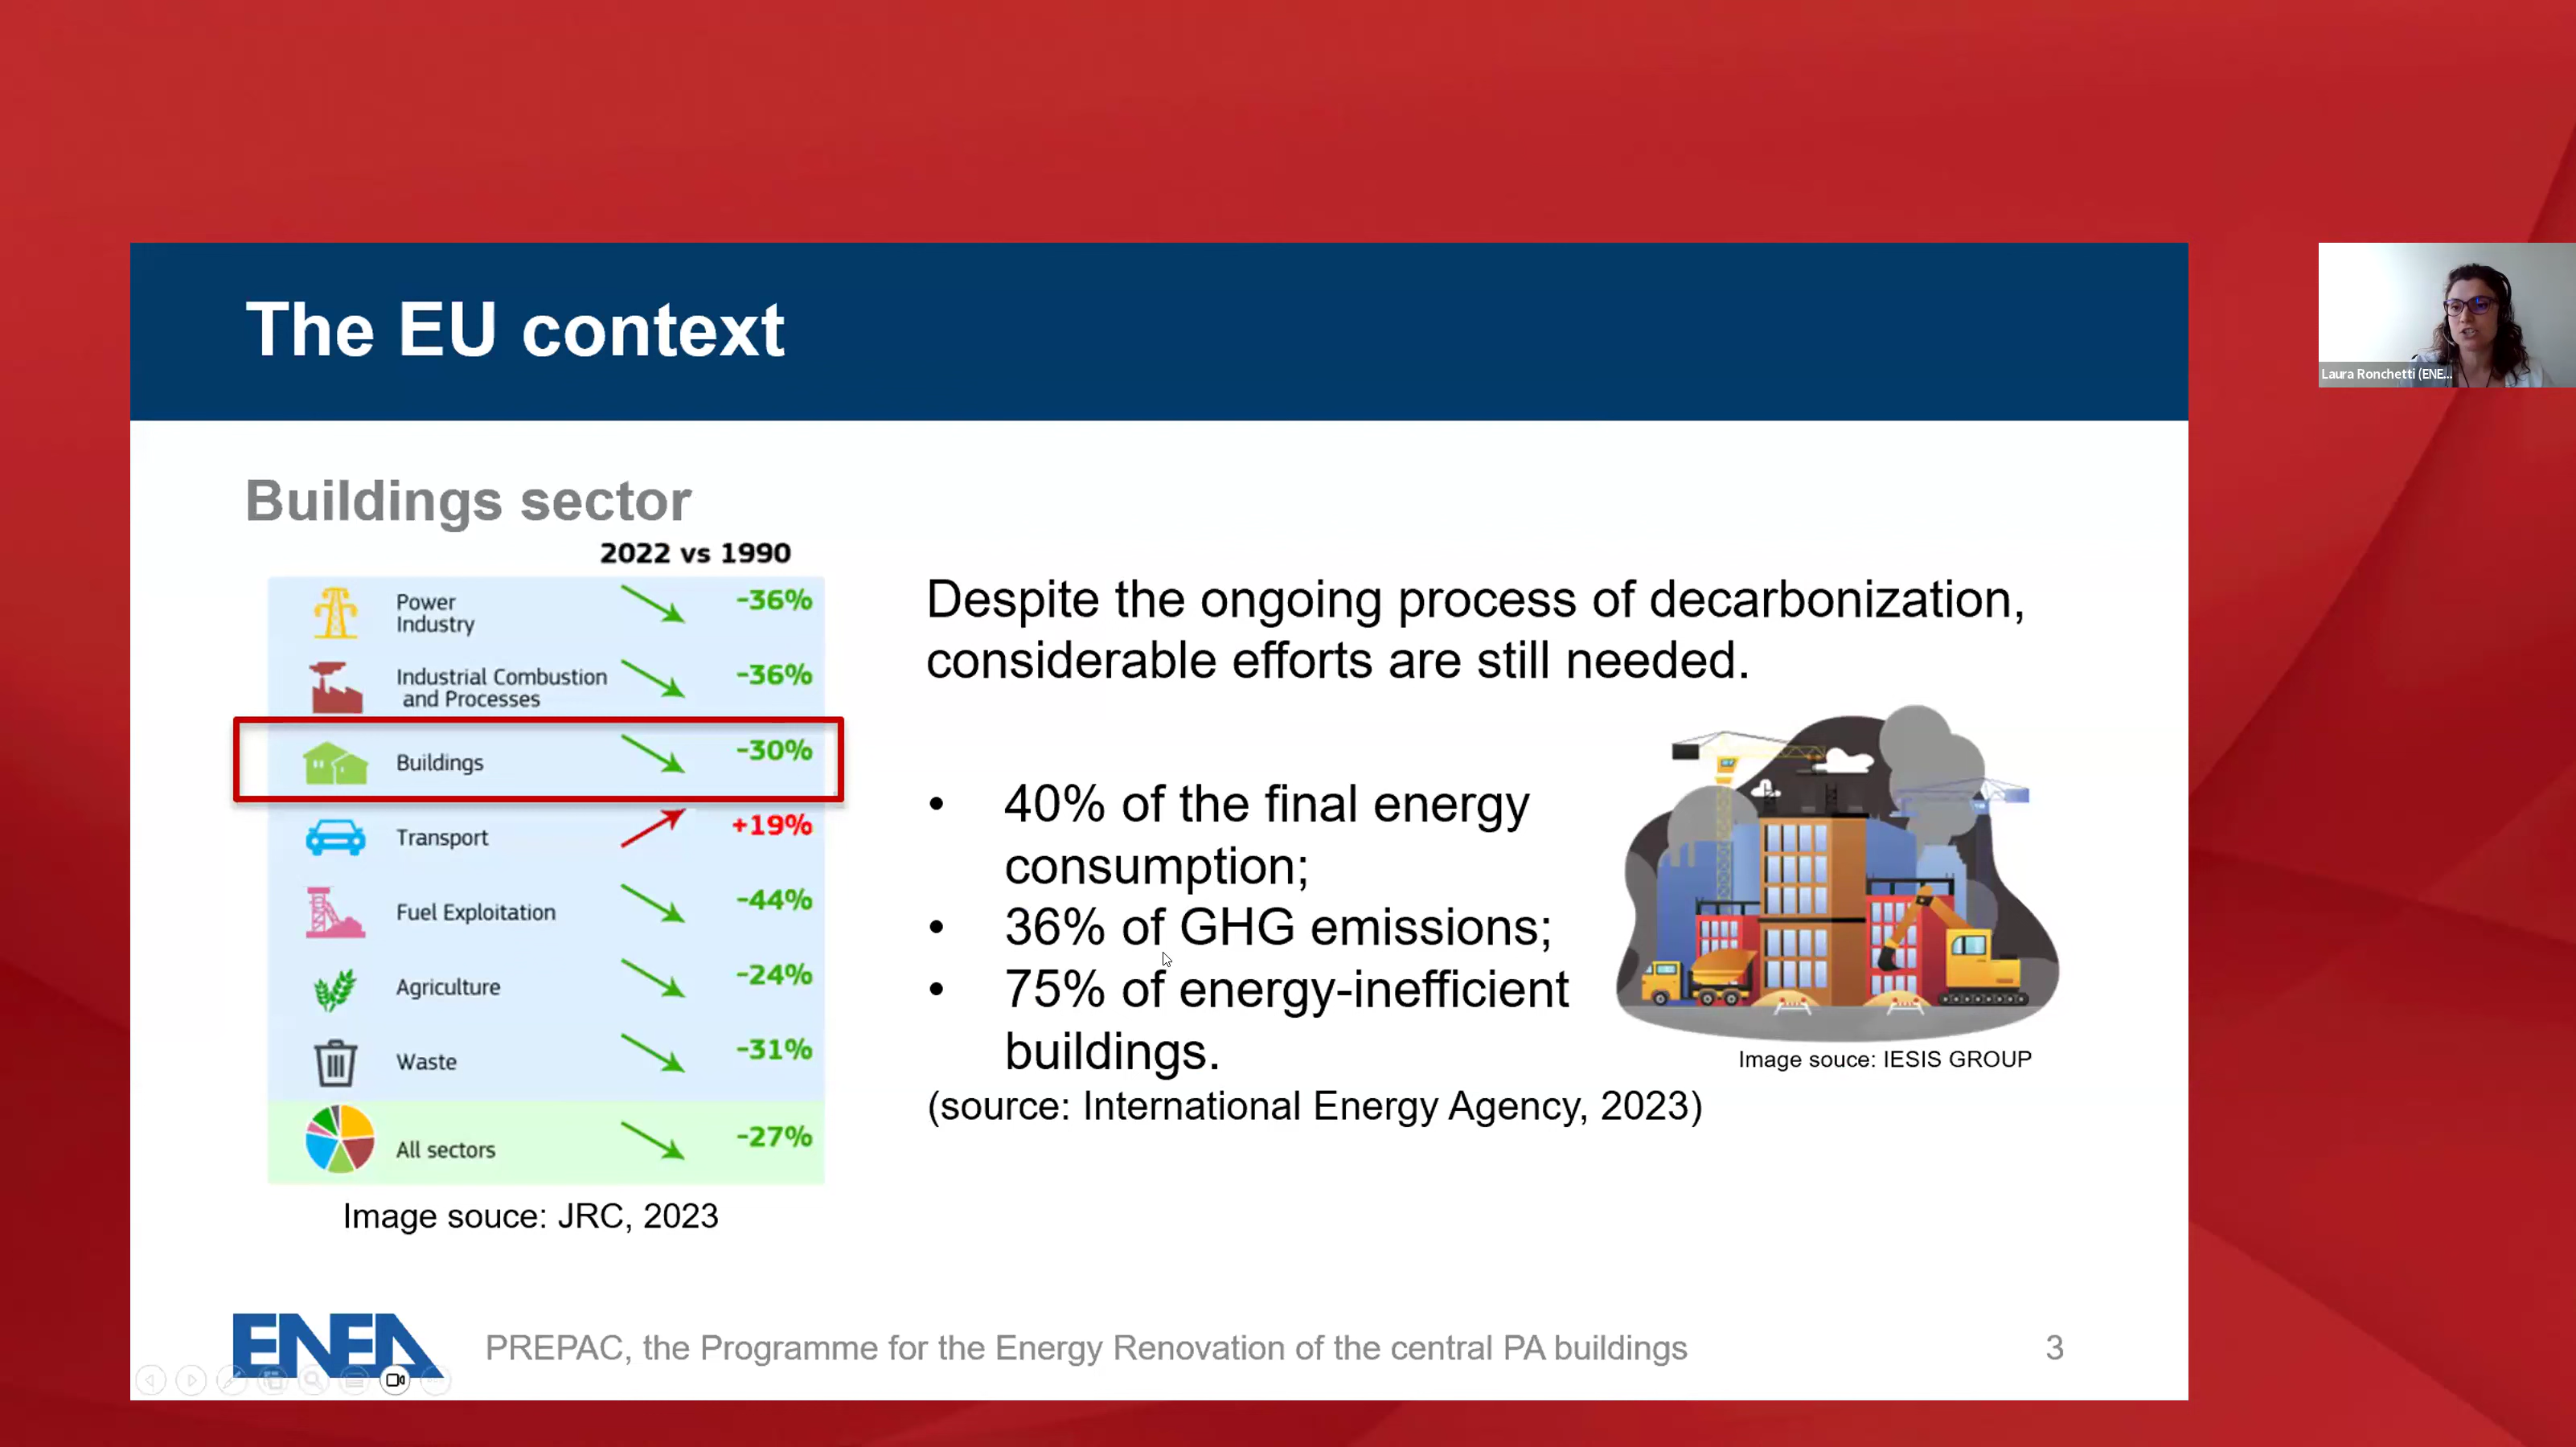 The EU context
Laura Ronchetti (ENE...
Buildings sector
2022 vs 1990
Power
Industry
-36%
Industrial Combustion
and Processes
-36%
Buildings
-30%
Transport
+19%
Fuel Exploitation
-44%
Agriculture
-24%
Waste
-31%
All sectors
-27%
Image souce: JRC, 2023
Despite the ongoing process of decarbonization,
considerable efforts are still needed.
• 40% of the final energy
consumption;
• 36% of GHG emissions;
• 75% of energy-inefficient
buildings.
(source: International Energy Agency, 2023)
Image souce: IESIS GROUP
ENEA
PREPAC, the Programme for the Energy Renovation of the central PA buildings
3